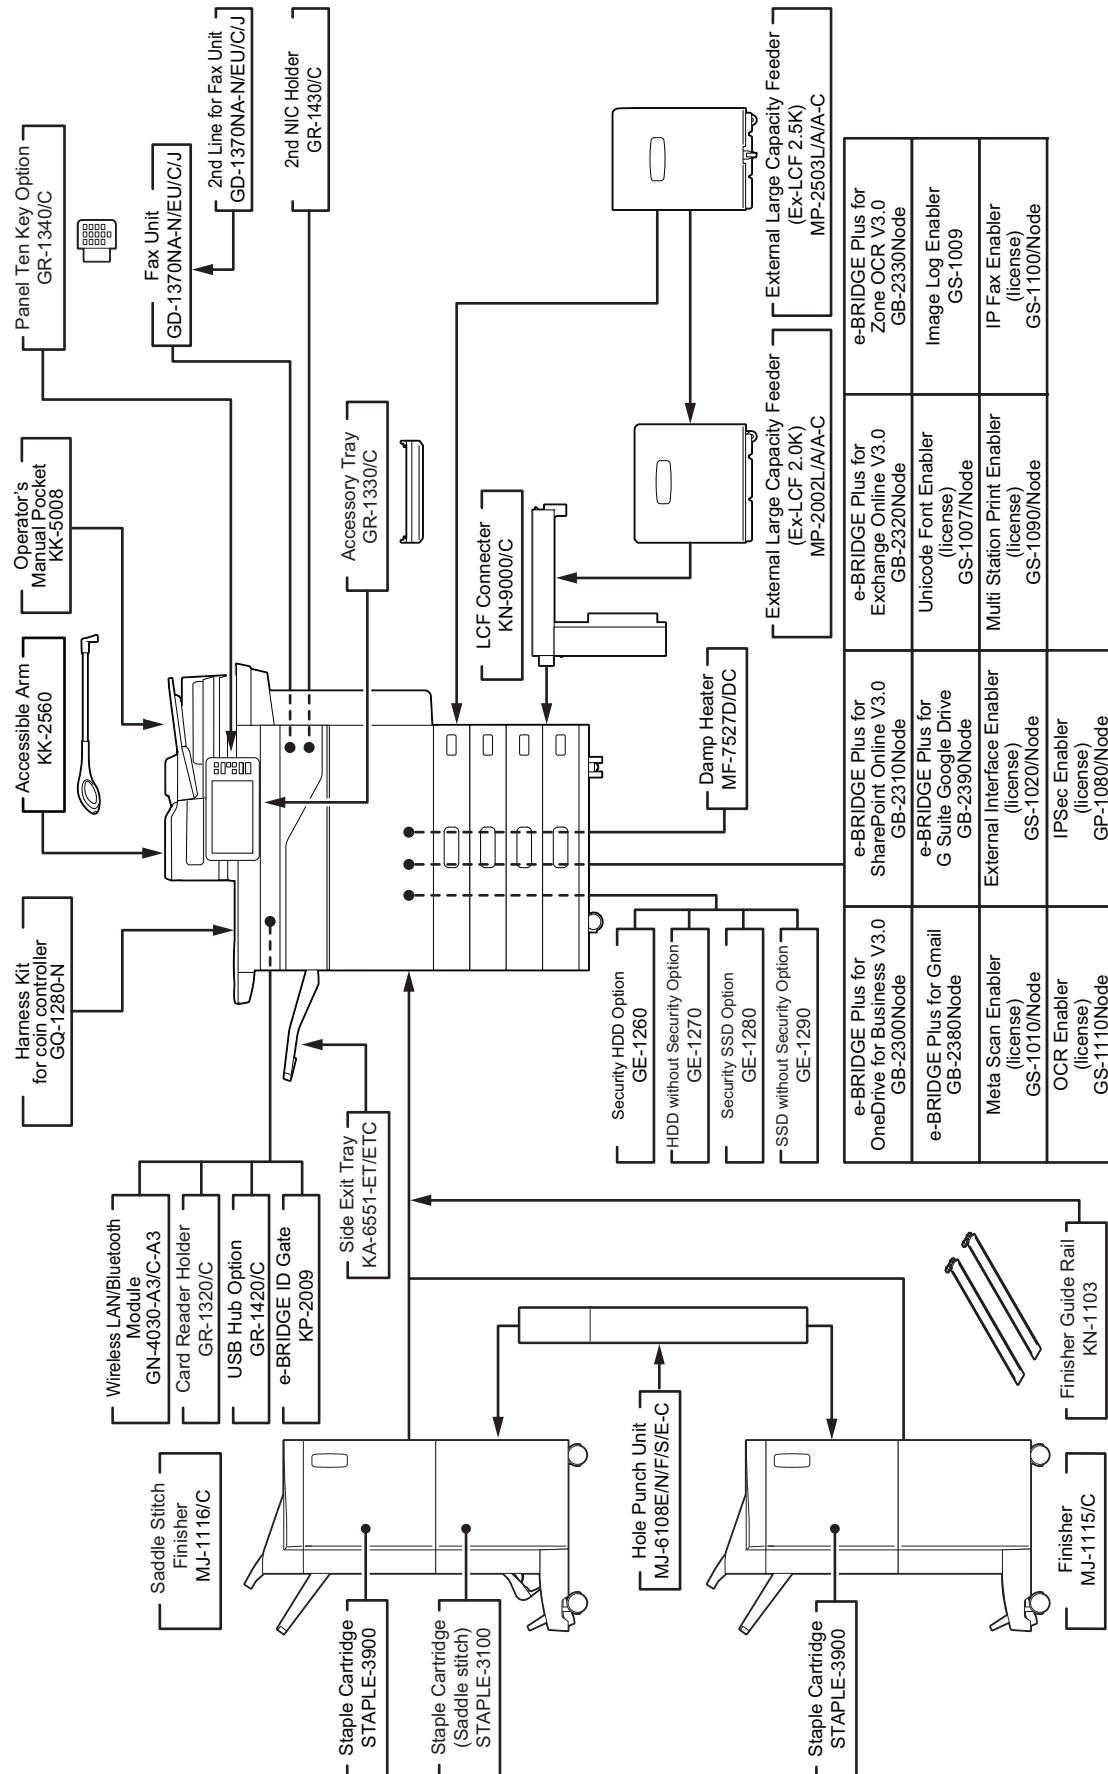 Staple Cartridge
STAPLE-3900
Staple Cartridge
(Saddle stitch)
STAPLE-3100
Staple Cartridge
STAPLE-3900
Saddle Stitch
Finisher
MJ-1116/C
Hole Punch Unit
MJ-6108E/N/F/S/E-C
Finisher
MJ-1115/C
Wireless LAN/Bluetooth
Module
GN-4030-A3/C-A3
Card Reader Holder
GR-1320/C
USB Hub Option
GR-1420/C
e-BRIDGE ID Gate
KP-2009
Side Exit Tray
KA-6551-ET/ETC
Finisher Guide Rail
KN-1103
Harness Kit
for coin controller
GQ-1280-N
Accessible Arm
KK-2560
Operator's
Manual Pocket
KK-5008
Panel Ten Key Option
GR-1340/C
Fax Unit
GD-1370NA-N/EU/C/J
2nd Line for Fax Unit
GD-1370NA-N/EU/C/J
2nd NIC Holder
GR-1430/C
Accessory Tray
GR-1330/C
LCF Connecter
KN-9000/C
Damp Heater
MF-7527D/DC
External Large Capacity Feeder
(Ex-LCF 2.0K)
MP-2002L/A/A-C
External Large Capacity Feeder
(Ex-LCF 2.5K)
MP-2503L/A/A-C
Security HDD Option
GE-1260
HDD without Security Option
GE-1270
Security SSD Option
GE-1280
SSD without Security Option
GE-1290
e-BRIDGE Plus for
OneDrive for Business V3.0
GB-2300Node
e-BRIDGE Plus for
SharePoint Online V3.0
GB-2310Node
e-BRIDGE Plus for
Exchange Online V3.0
GB-2320Node
e-BRIDGE Plus for
Zone OCR V3.0
GB-2330Node
e-BRIDGE Plus for Gmail
GB-2380Node
e-BRIDGE Plus for
G Suite Google Drive
GB-2390Node
Unicode Font Enabler
(license)
GS-1007/Node
Image Log Enabler
GS-1009
Meta Scan Enabler
(license)
GS-1010/Node
External Interface Enabler
(license)
GS-1020/Node
Multi Station Print Enabler
(license)
GS-1090/Node
IP Fax Enabler
(license)
GS-1100/Node
OCR Enabler
(license)
GS-1110Node
IPSec Enabler
(license)
GP-1080/Node